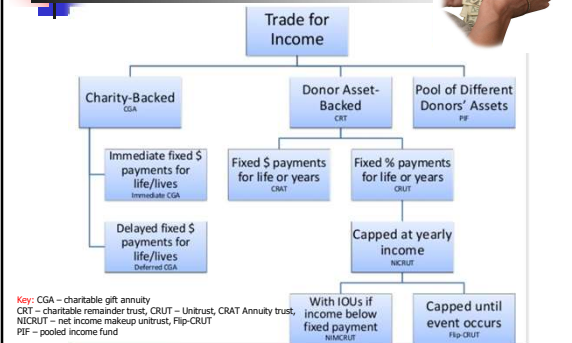 Trade for
Income
Charity-Backed
CGA
Donor Asset-
Backed
CRT
Pool of Different
Donors' Assets
PIF
Immediate fixed $
payments for
life/lives
Immediate CGA
Fixed $ payments
for life or years
CRAT
Fixed % payments
for life or years
CRUT
Delayed fixed $
payments for
life/lives
Deferred CGA
Capped at yearly
income
NICRUT
With IOUs if
income below
fixed payment
NIMCRUT
Capped until
event occurs
Flip-CRUT
Key: CGA – charitable gift annuity
CRT – charitable remainder trust, CRUT – Unitrust, CRAT Annuity trust,
NICRUT – net income makeup unitrust, Flip-CRUT
PIF – pooled income fund